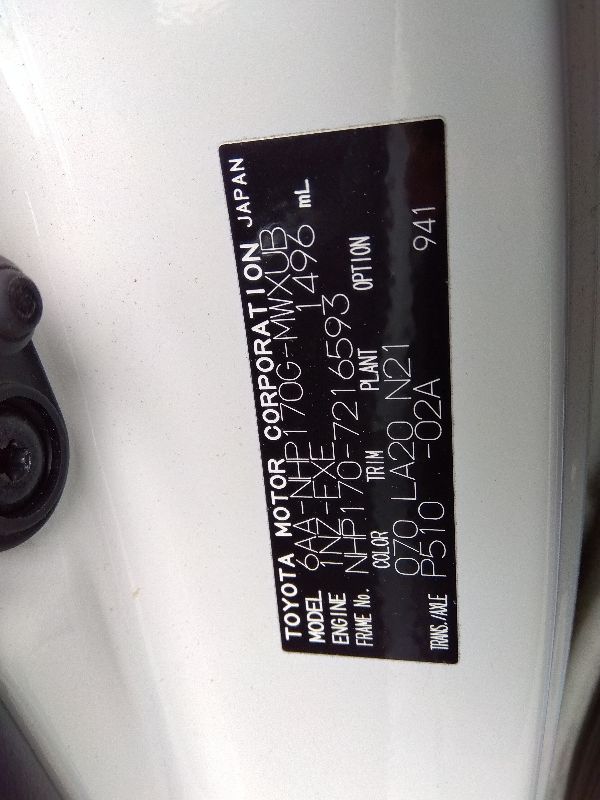 TOYOTA MOTOR CORPORATION JAPAN
MODEL 6AA-NHP170G-MWXUB
ENGINE 1NZ-EXE 1496 mL
FRAME No. NHP170-7216593
COLOR TRIM PLANT OPTION
070 LA20 N21
TRANS./AXLE P510 -02A 941